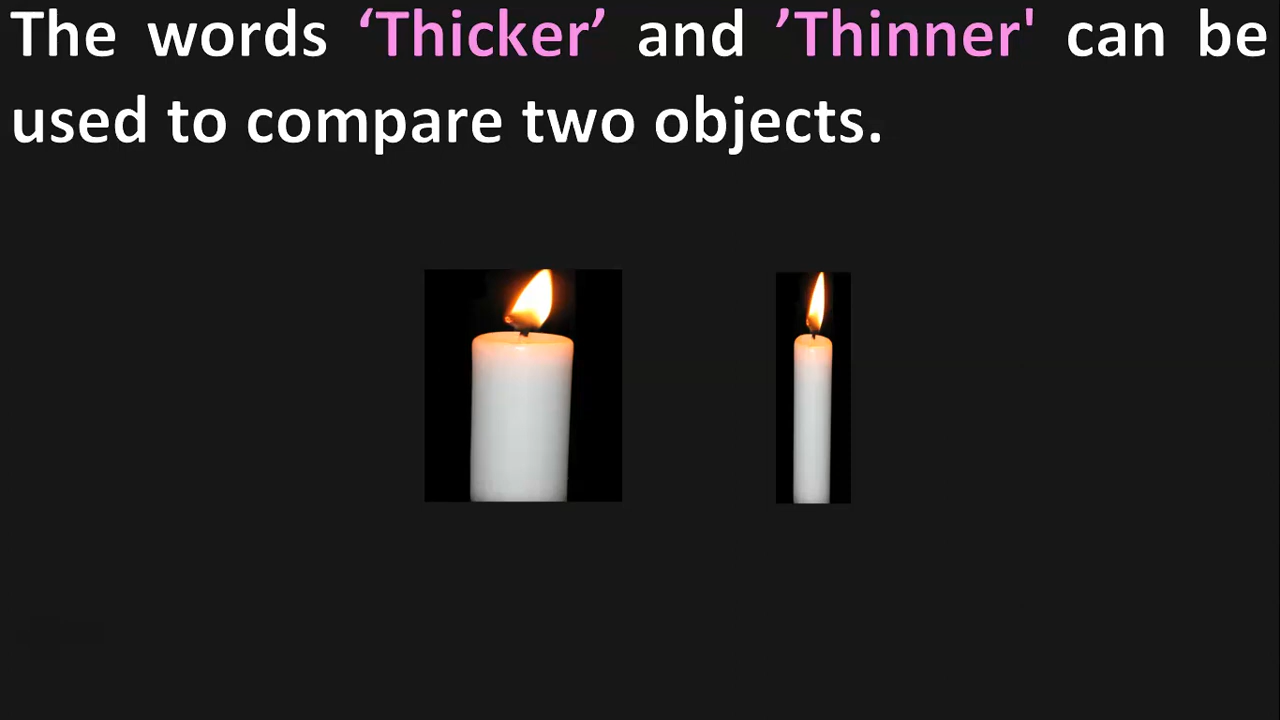 The words ‘Thicker’ and ’Thinner' can be
used to compare two objects.